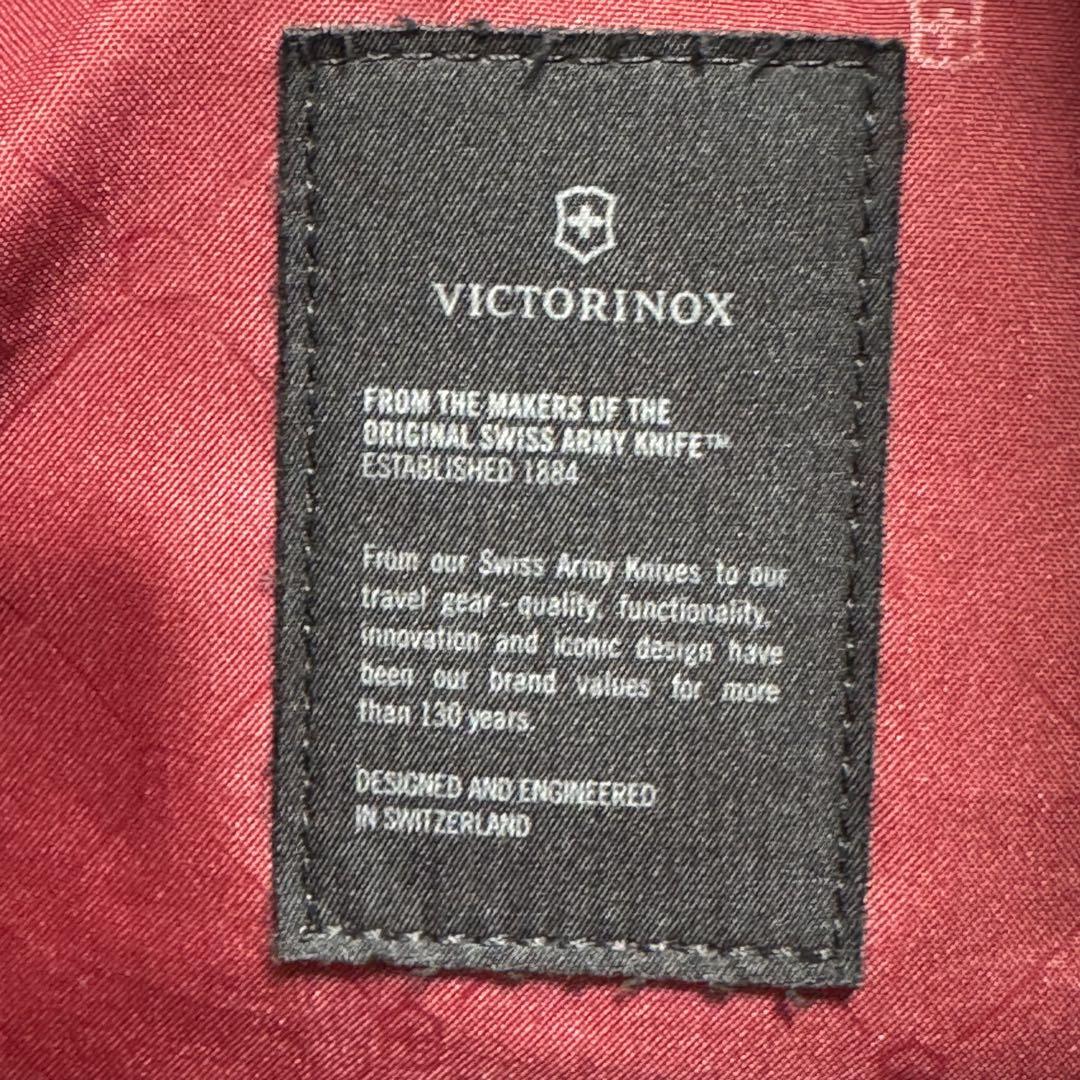 VICTORINOX
FROM THE MAKERS OF THE
ORIGINAL SWISS ARMY KNIFE™
ESTABLISHED 1884
From our Swiss Army Knives to our
travel gear - quality, functionality,
innovation and iconic design have
been our brand values for more
than 130 years.
DESIGNED AND ENGINEERED
IN SWITZERLAND